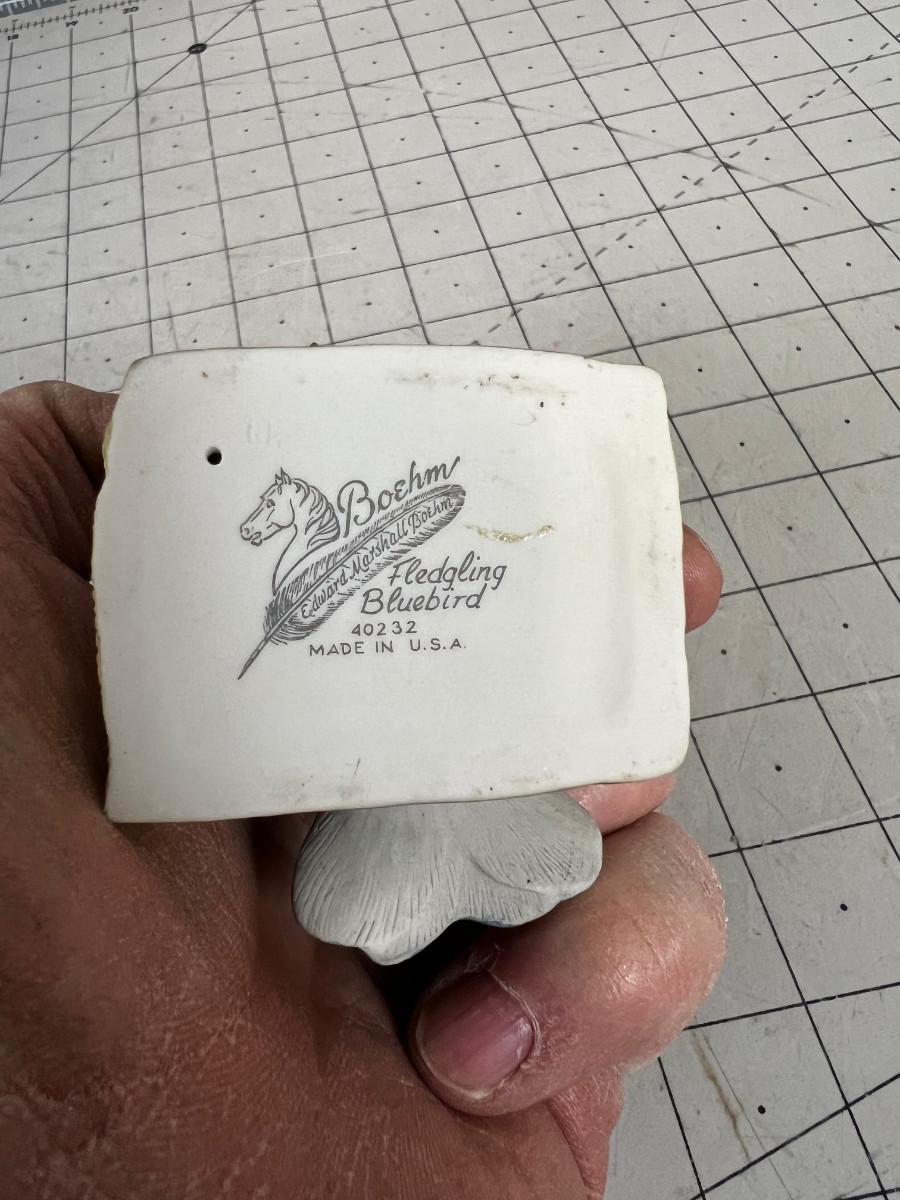 Boehm
Edward Marshall Boehm
Fledgling
Bluebird
40232
MADE IN U.S.A.